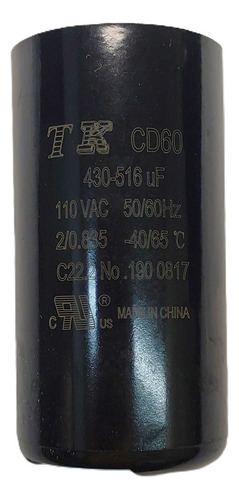 TK CD60
430-516 uF
110 VAC 50/60Hz
2/0.835 -40/65 ℃
C22.2 No .190 0817
C RU ® US MADE IN CHINA